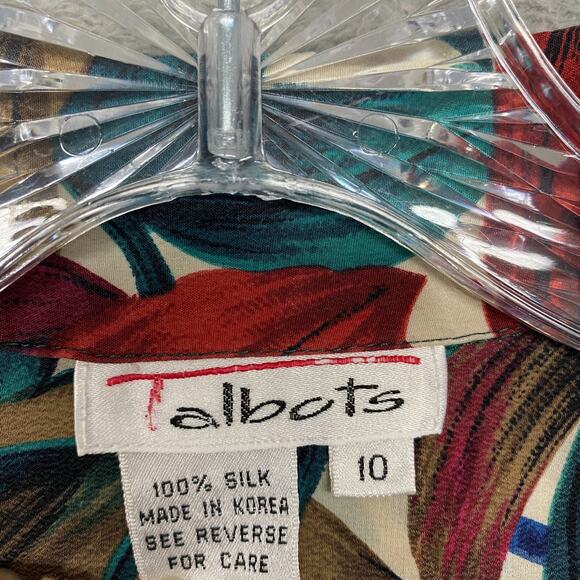 Talbots
10
100% SILK
MADE IN KOREA
SEE REVERSE
FOR CARE